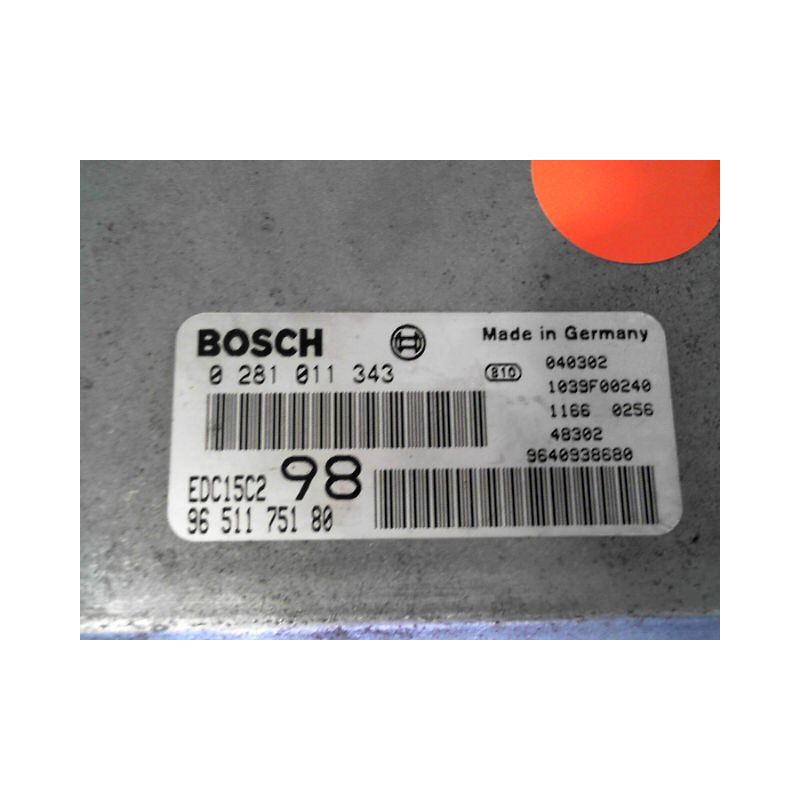 BOSCH
0 281 011 343
EDC15C2 98
96 511 751 80
Made in Germany
810 040302
1039F00240
1166 0256
48302
9640938680